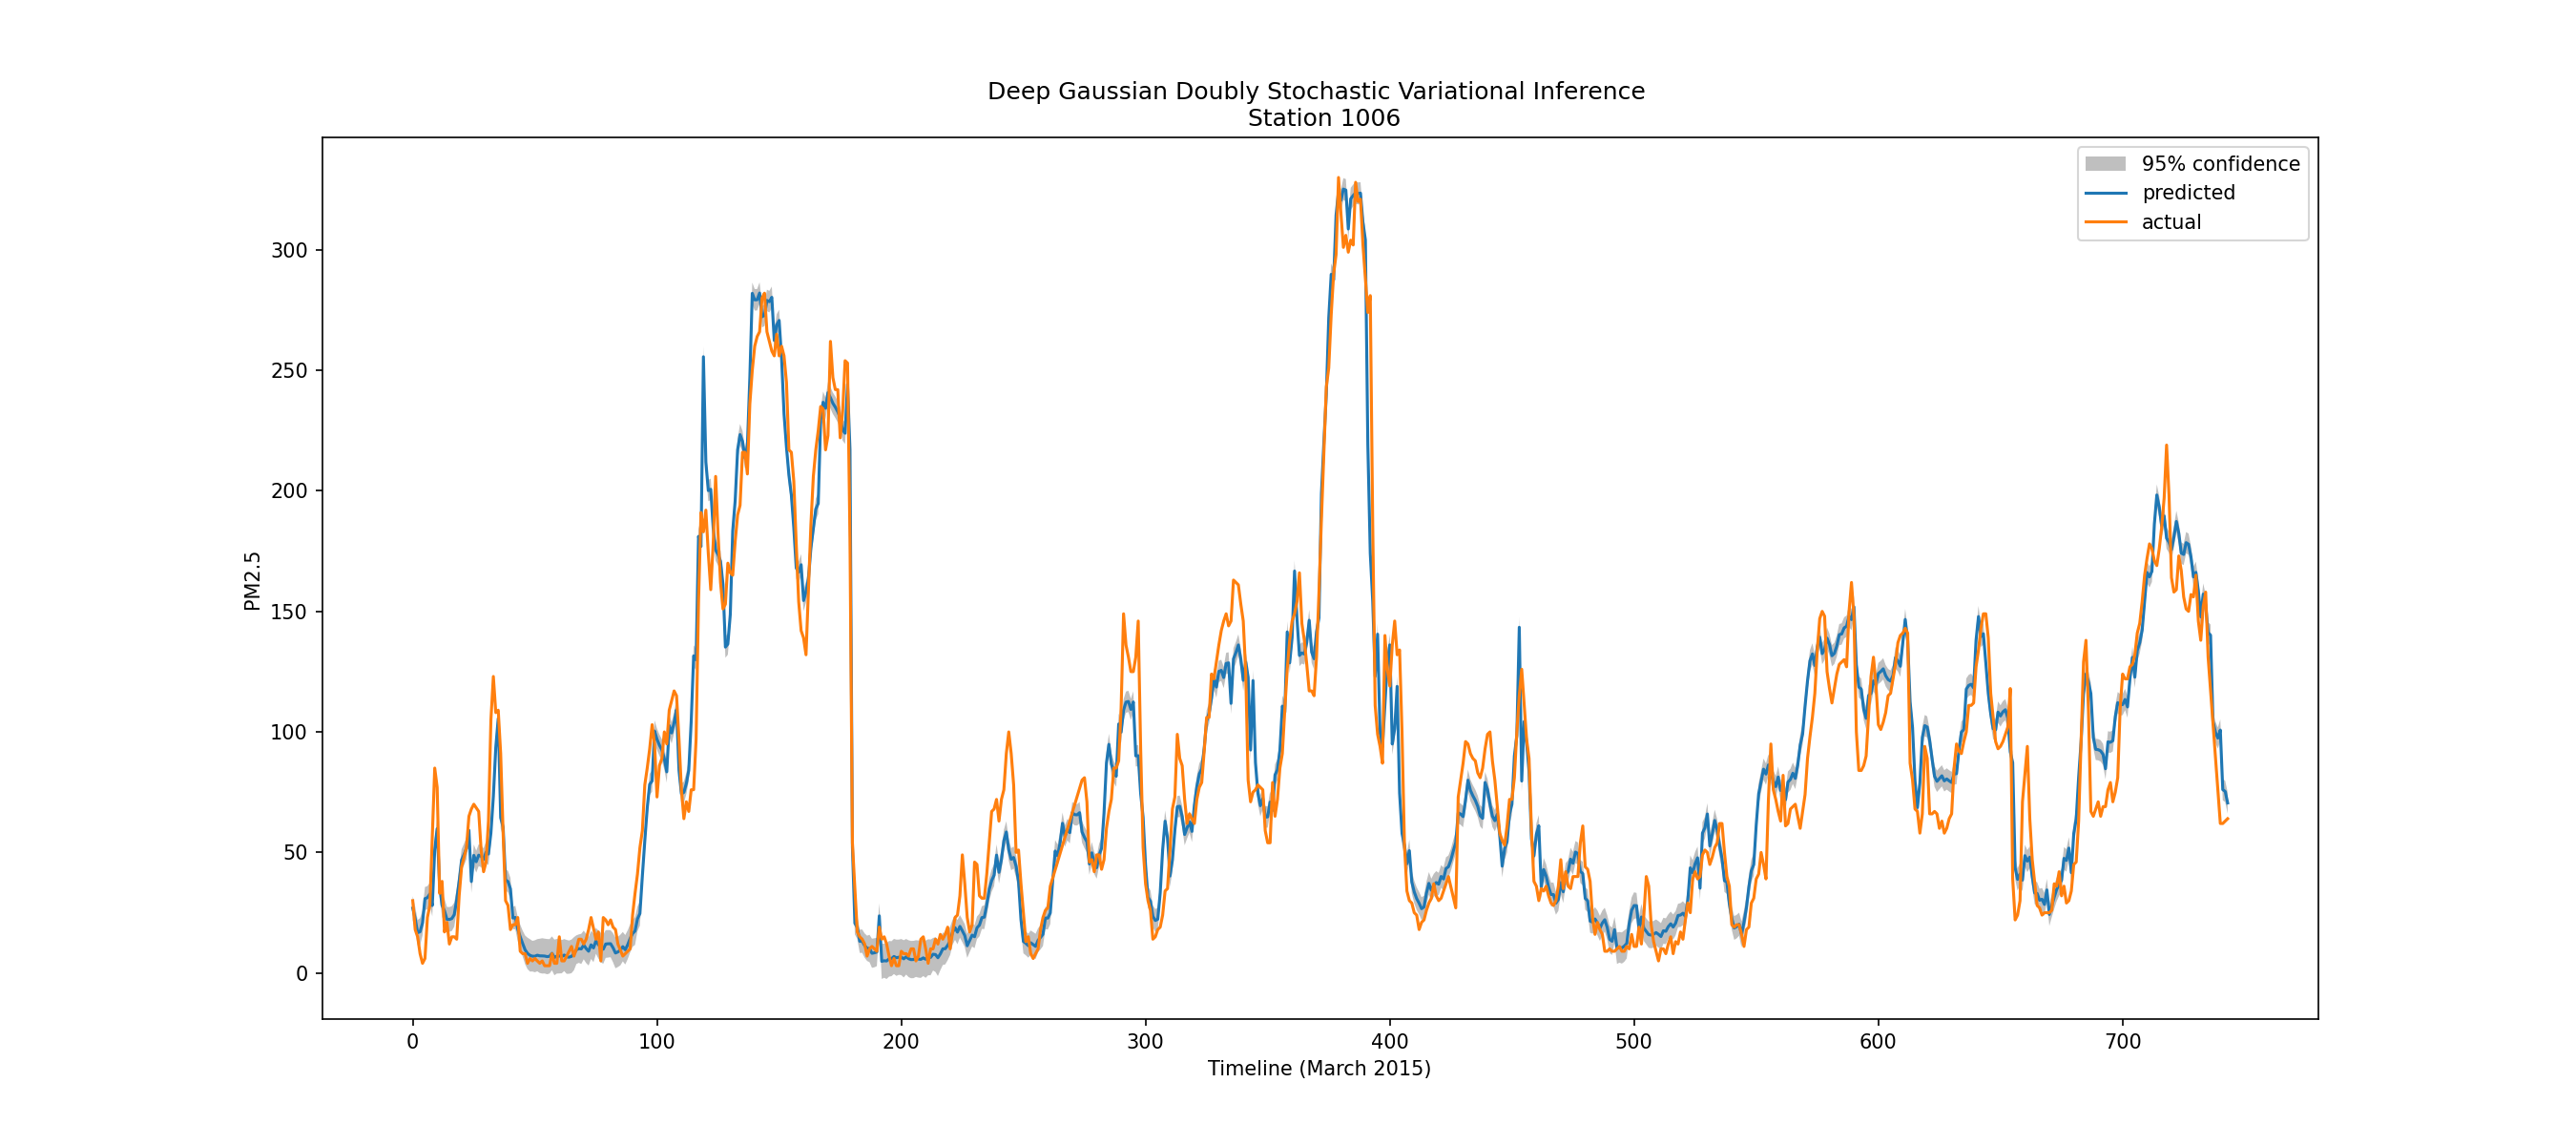 Deep Gaussian Doubly Stochastic Variational Inference
Station 1006
95% confidence
predicted
actual
300
250
200
150
100
50
0
PM2.5
0 100 200 300 400 500 600 700
Timeline (March 2015)